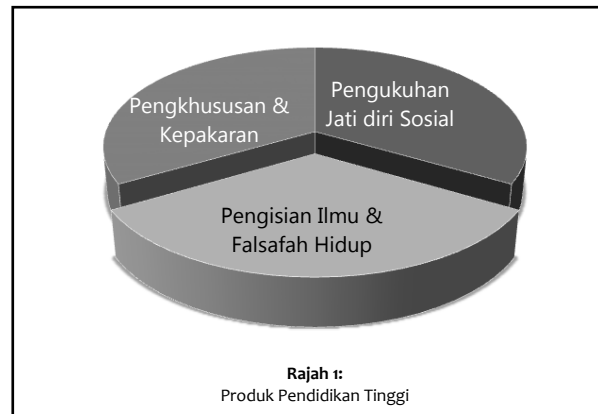 Pengkhususan &
Kepakaran
Pengukuhan
Jati diri Sosial
Pengisian Ilmu &
Falsafah Hidup
Rajah 1:
Produk Pendidikan Tinggi